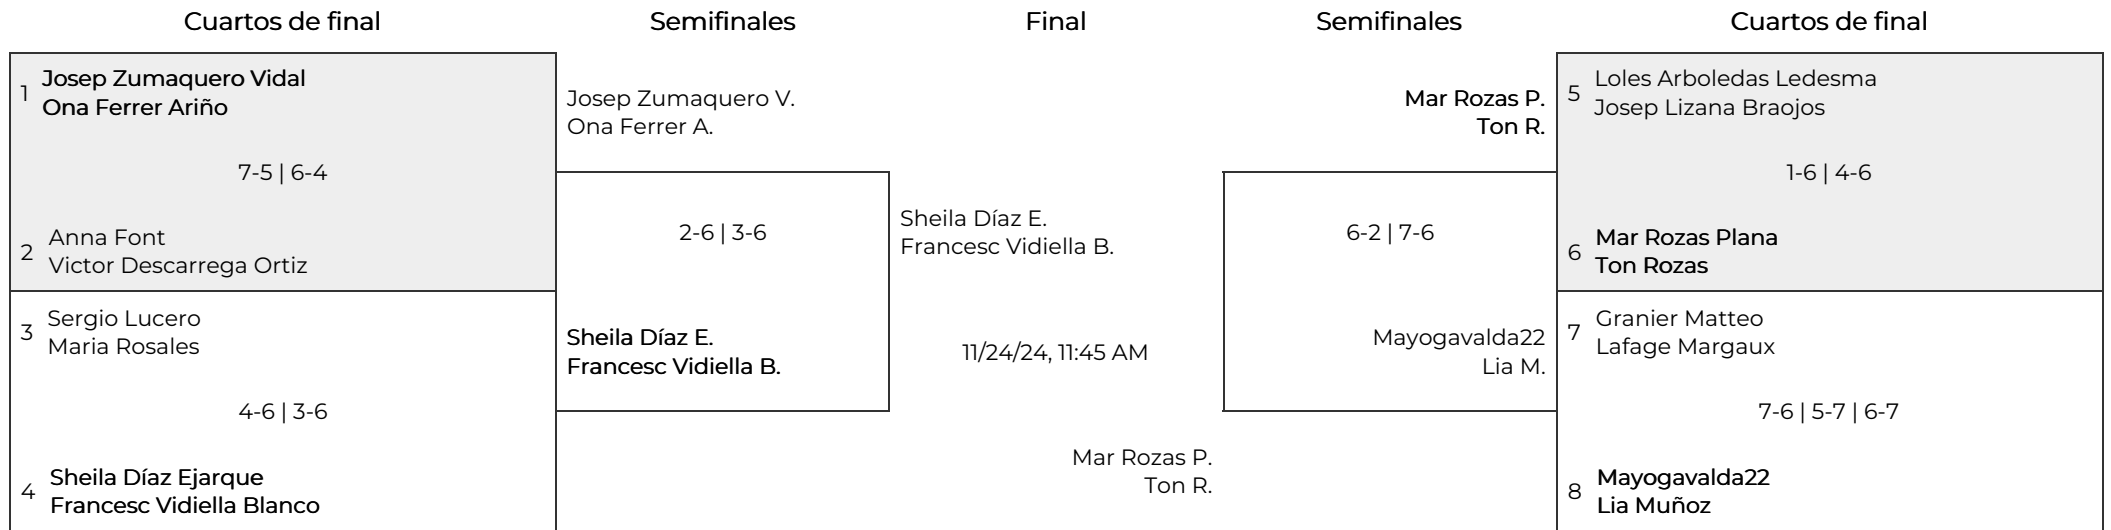 Cuartos de final
Semifinales
Final
Semifinales
Cuartos de final
1
Josep Zumaquero Vidal
Ona Ferrer Ariño
7-5 | 6-4
2
Anna Font
Victor Descarrega Ortiz
3
Sergio Lucero
Maria Rosales
4-6 | 3-6
4
Sheila Díaz Ejarque
Francesc Vidiella Blanco
Josep Zumaquero V.
Ona Ferrer A.
2-6 | 3-6
Sheila Díaz E.
Francesc Vidiella B.
Sheila Díaz E.
Francesc Vidiella B.
11/24/24, 11:45 AM
Mar Rozas P.
Ton R.
Mar Rozas P.
Ton R.
6-2 | 7-6
Mayogavalda22
Lia M.
5
Loles Arboledas Ledesma
Josep Lizana Braojos
1-6 | 4-6
6
Mar Rozas Plana
Ton Rozas
7
Granier Matteo
Lafage Margaux
7-6 | 5-7 | 6-7
8
Mayogavalda22
Lia Muñoz